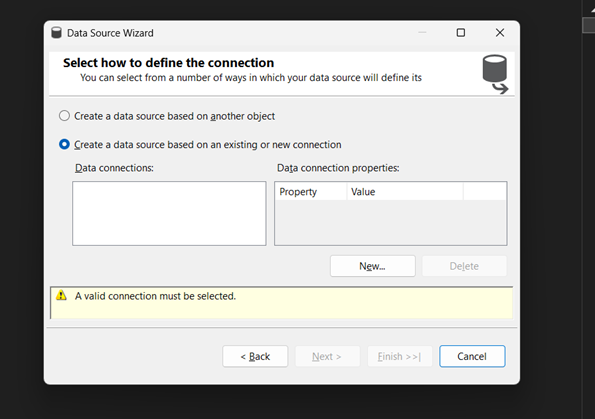 Data Source Wizard
Select how to define the connection
You can select from a number of ways in which your data source will define its
Create a data source based on another object
Create a data source based on an existing or new connection
Data connections:
Data connection properties:
Property Value
New... Delete
A valid connection must be selected.
< Back Next > Finish >>| Cancel